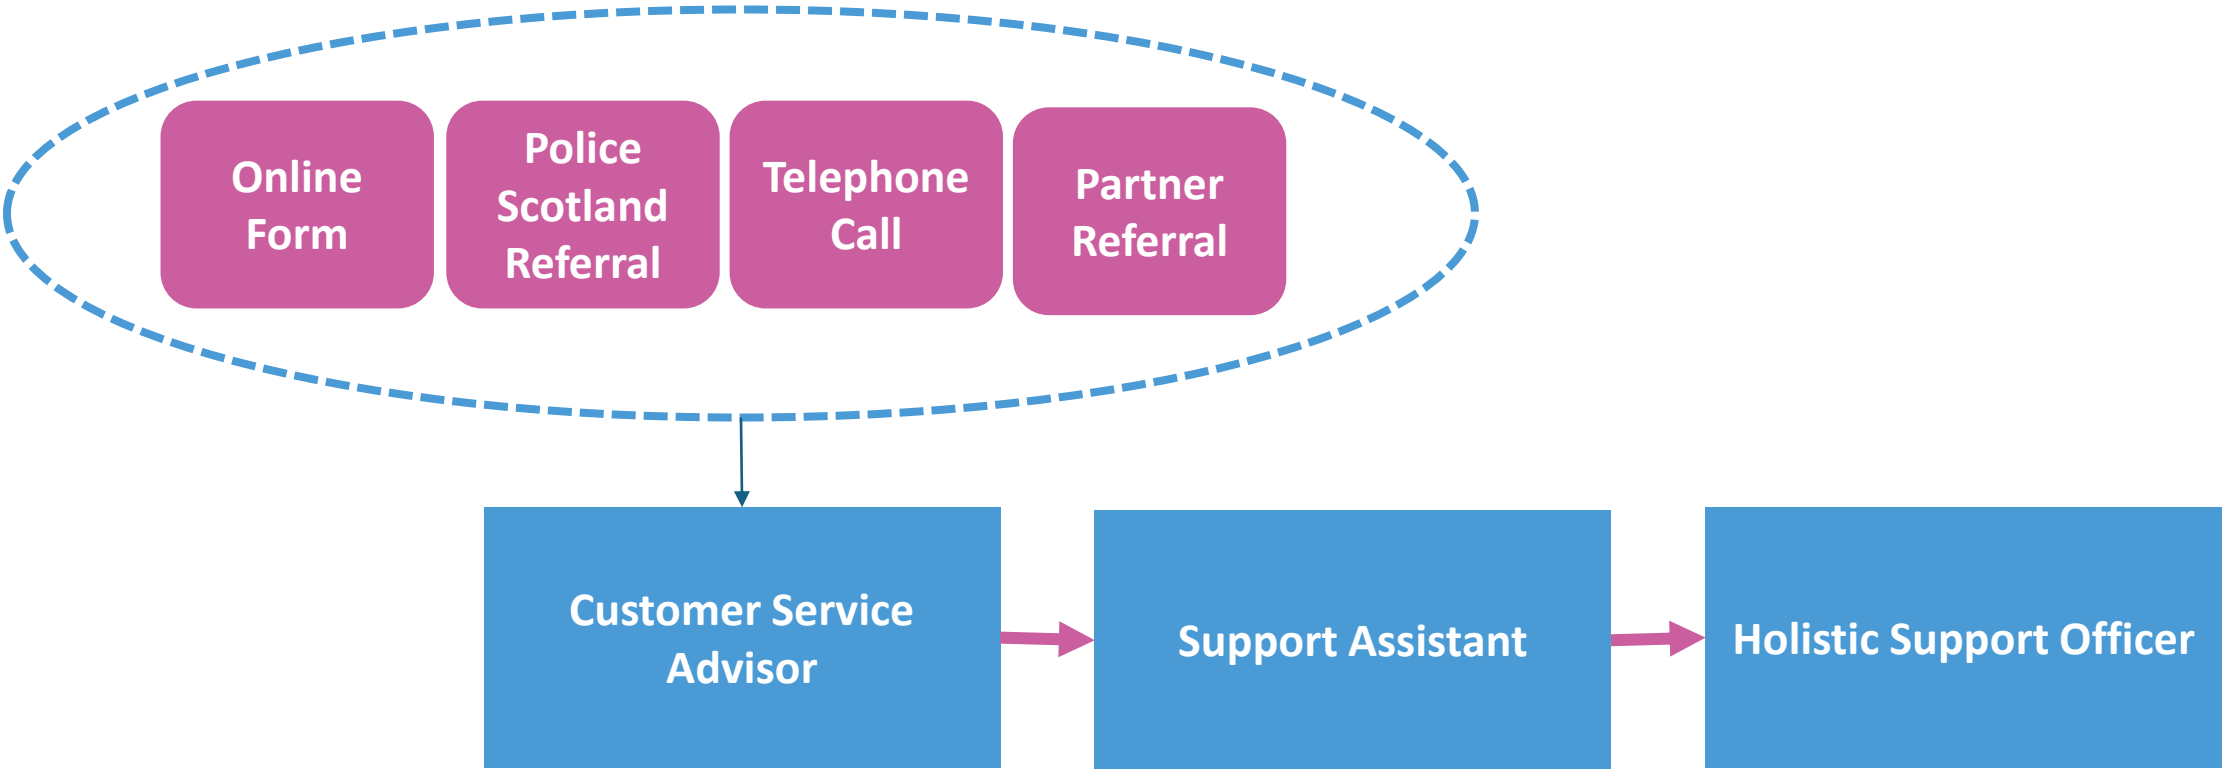 Online
Form
Police
Scotland
Referral
Telephone
Call
Partner
Referral
Customer Service
Advisor
Support Assistant
Holistic Support Officer